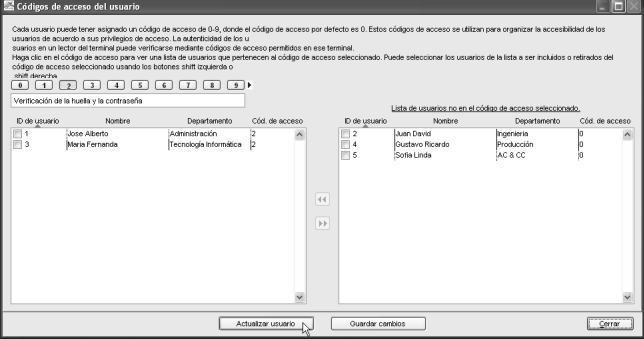 Códigos de acceso del usuario
Cada usuario puede tener asignado un código de acceso de 0-9, donde el código de acceso por defecto es 0. Estos códigos de acceso se utilizan para organizar la accesibilidad de los
usuarios de acuerdo a sus privilegios de acceso. La autenticidad de los u
suarios en un lector del terminal puede verificarse mediante códigos de acceso permitidos en ese terminal.
Haga clic en el código de acceso para ver una lista de usuarios que pertenecen al código de acceso seleccionado. Puede seleccionar los usuarios de la lista a ser incluidos o retirados del
código de acceso seleccionado usando los botones shift izquierda o
shift derecha
0 1 2 3 4 5 6 7 8 9
Verificación de la huella y la contraseña
Lista de usuarios no en el código de acceso seleccionado.
ID de usuario Nombre Departamento Cód. de acceso
1 Jose Alberto Administración 2
3 Maria Fernanda Tecnología Informática 2
ID de usuario Nombre Departamento Cód. de acceso
2 Juan David Ingenieria 0
4 Gustavo Ricardo Producción 0
5 Sofia Linda AC & CC 0
Actualizar usuario Guardar cambios Cerrar